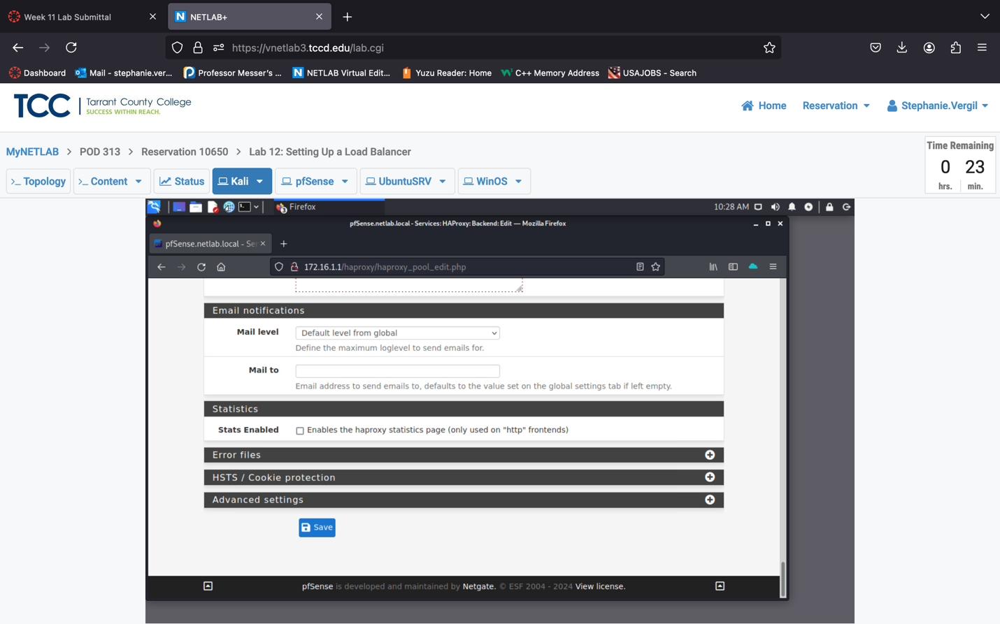 Week 11 Lab Submittal
NETLAB+
https://vnetlab3.tccd.edu/lab.cgi
Dashboard
Mail - stephanie.ver...
Professor Messer's ...
NETLAB Virtual Edit...
Yuzu Reader: Home
C++ Memory Address
USAJOBS - Search
TCC
Tarrant County College
SUCCESS WITHIN REACH.
Home
Reservation
Stephanie.Vergil
MyNETLAB > POD 313 > Reservation 10650 > Lab 12: Setting Up a Load Balancer
Time Remaining
0 23
hrs. min.
>_ Topology
>_ Content
Status
Kali
pfSense
UbuntuSRV
WinOS
3 Firefox
10:28 AM
pfSense.netlab.local - Services: HAProxy: Backend: Edit — Mozilla Firefox
pfSense.netlab.local - Ser
172.16.1.1/haproxy/haproxy_pool_edit.php
Email notifications
Mail level
Default level from global
Define the maximum loglevel to send emails for.
Mail to
Email address to send emails to, defaults to the value set on the global settings tab if left empty.
Statistics
Stats Enabled
Enables the haproxy statistics page (only used on "http" frontends)
Error files
HSTS / Cookie protection
Advanced settings
Save
pfSense is developed and maintained by Netgate. © ESF 2004 - 2024 View license.